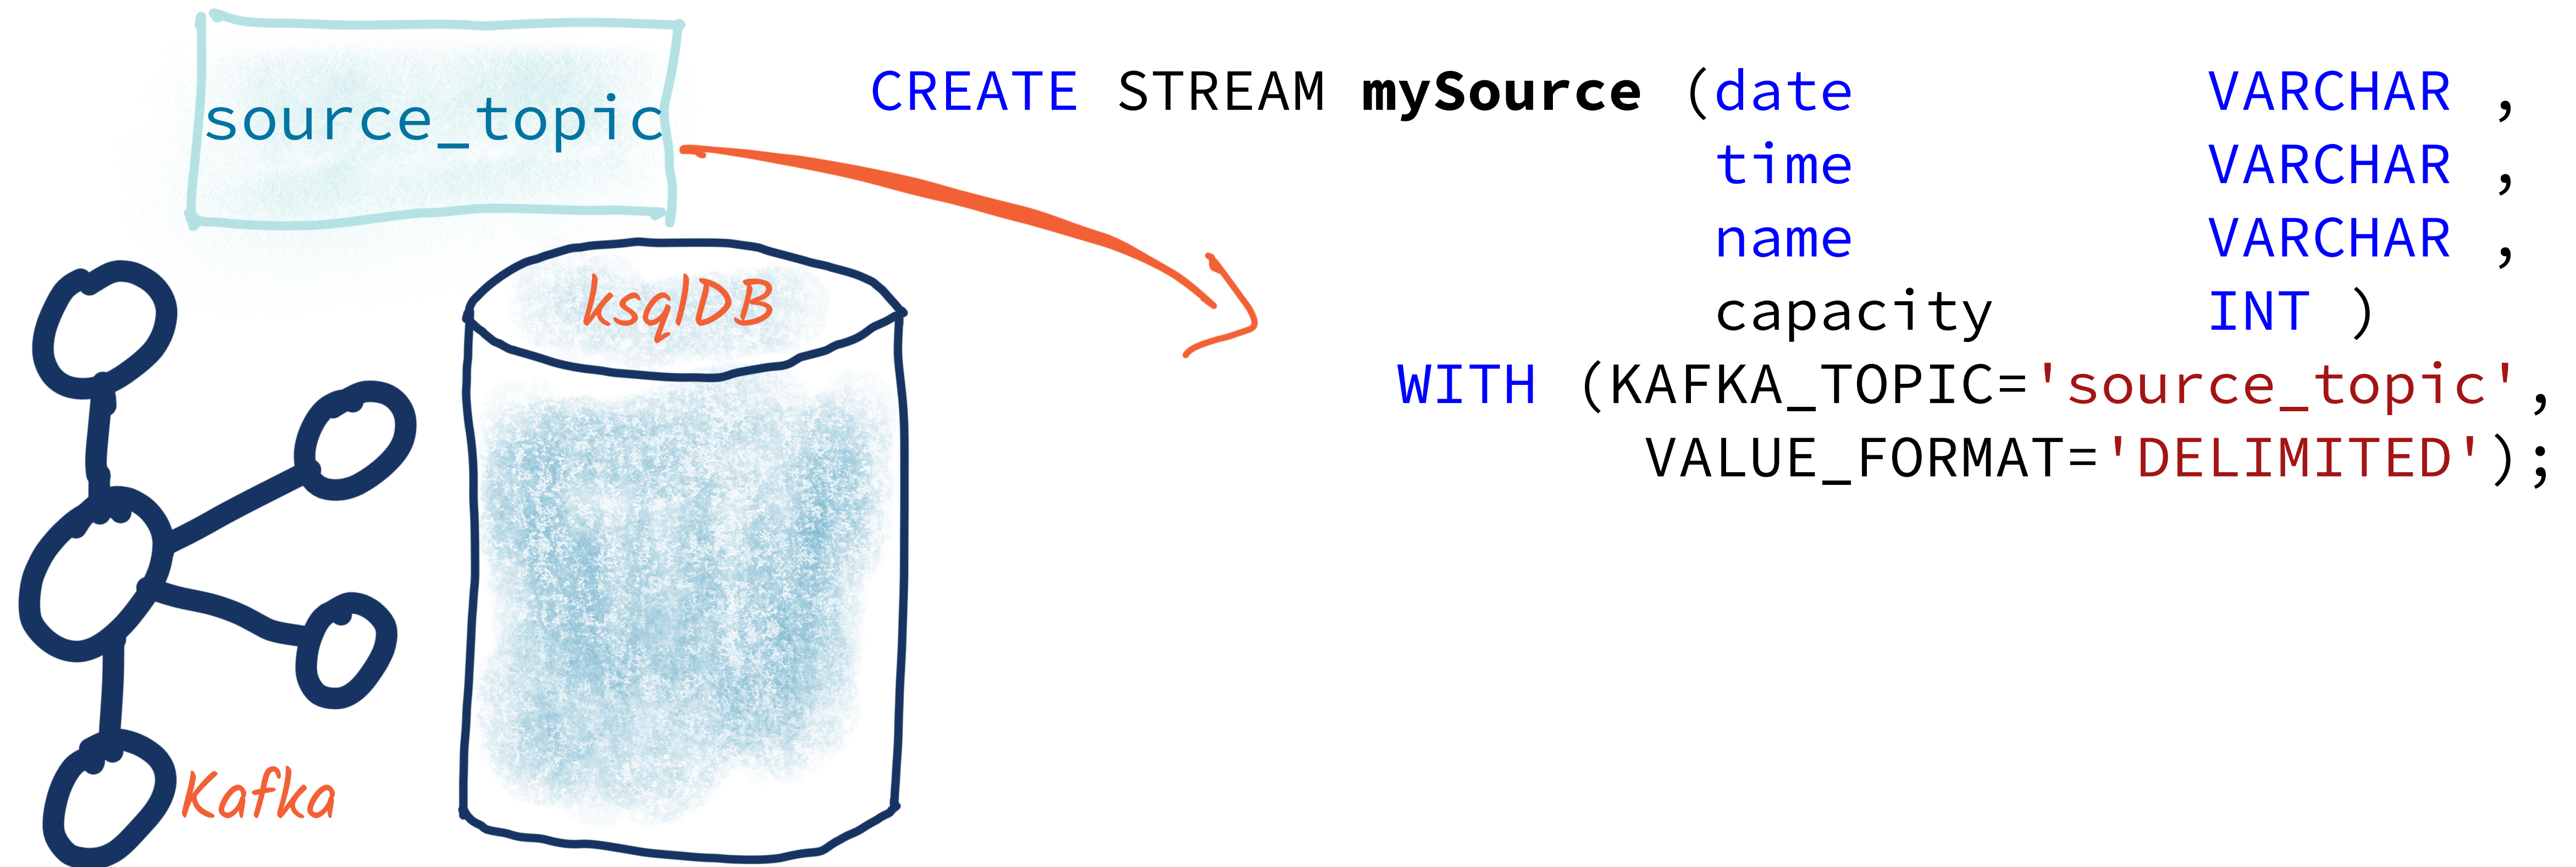 source_topic
CREATE STREAM mySource (date VARCHAR ,
time VARCHAR ,
name VARCHAR ,
capacity INT )
WITH (KAFKA_TOPIC='source_topic',
VALUE_FORMAT='DELIMITED');
ksqlDB
Kafka